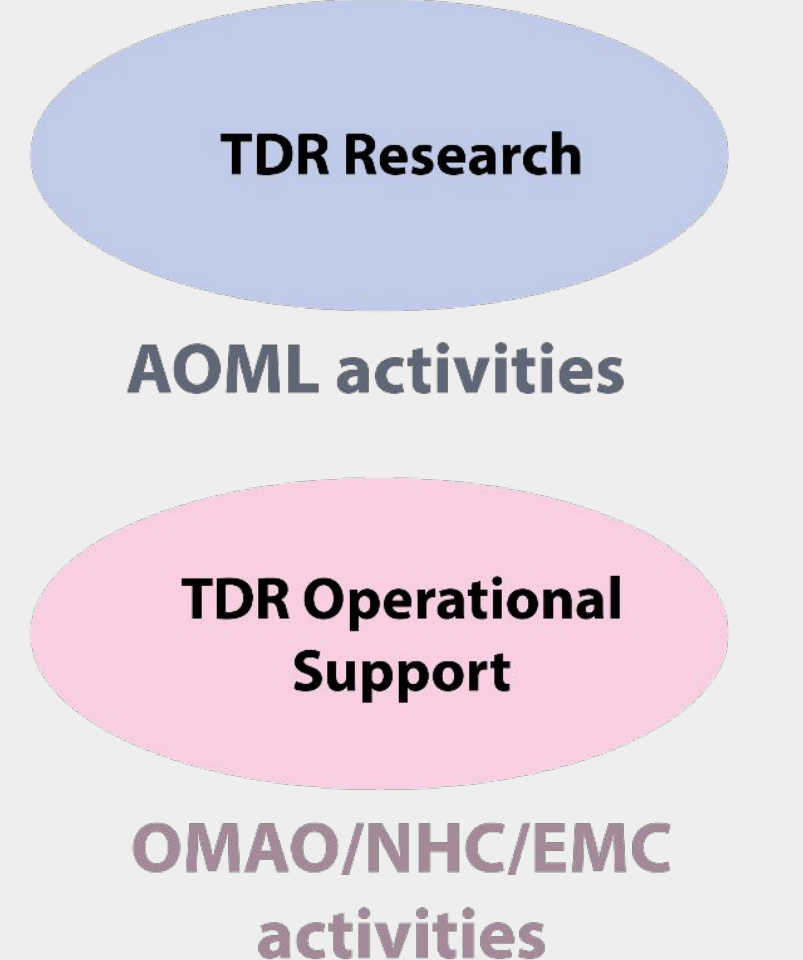 TDR Research
AOML activities
TDR Operational
Support
OMAO/NHC/EMC
activities